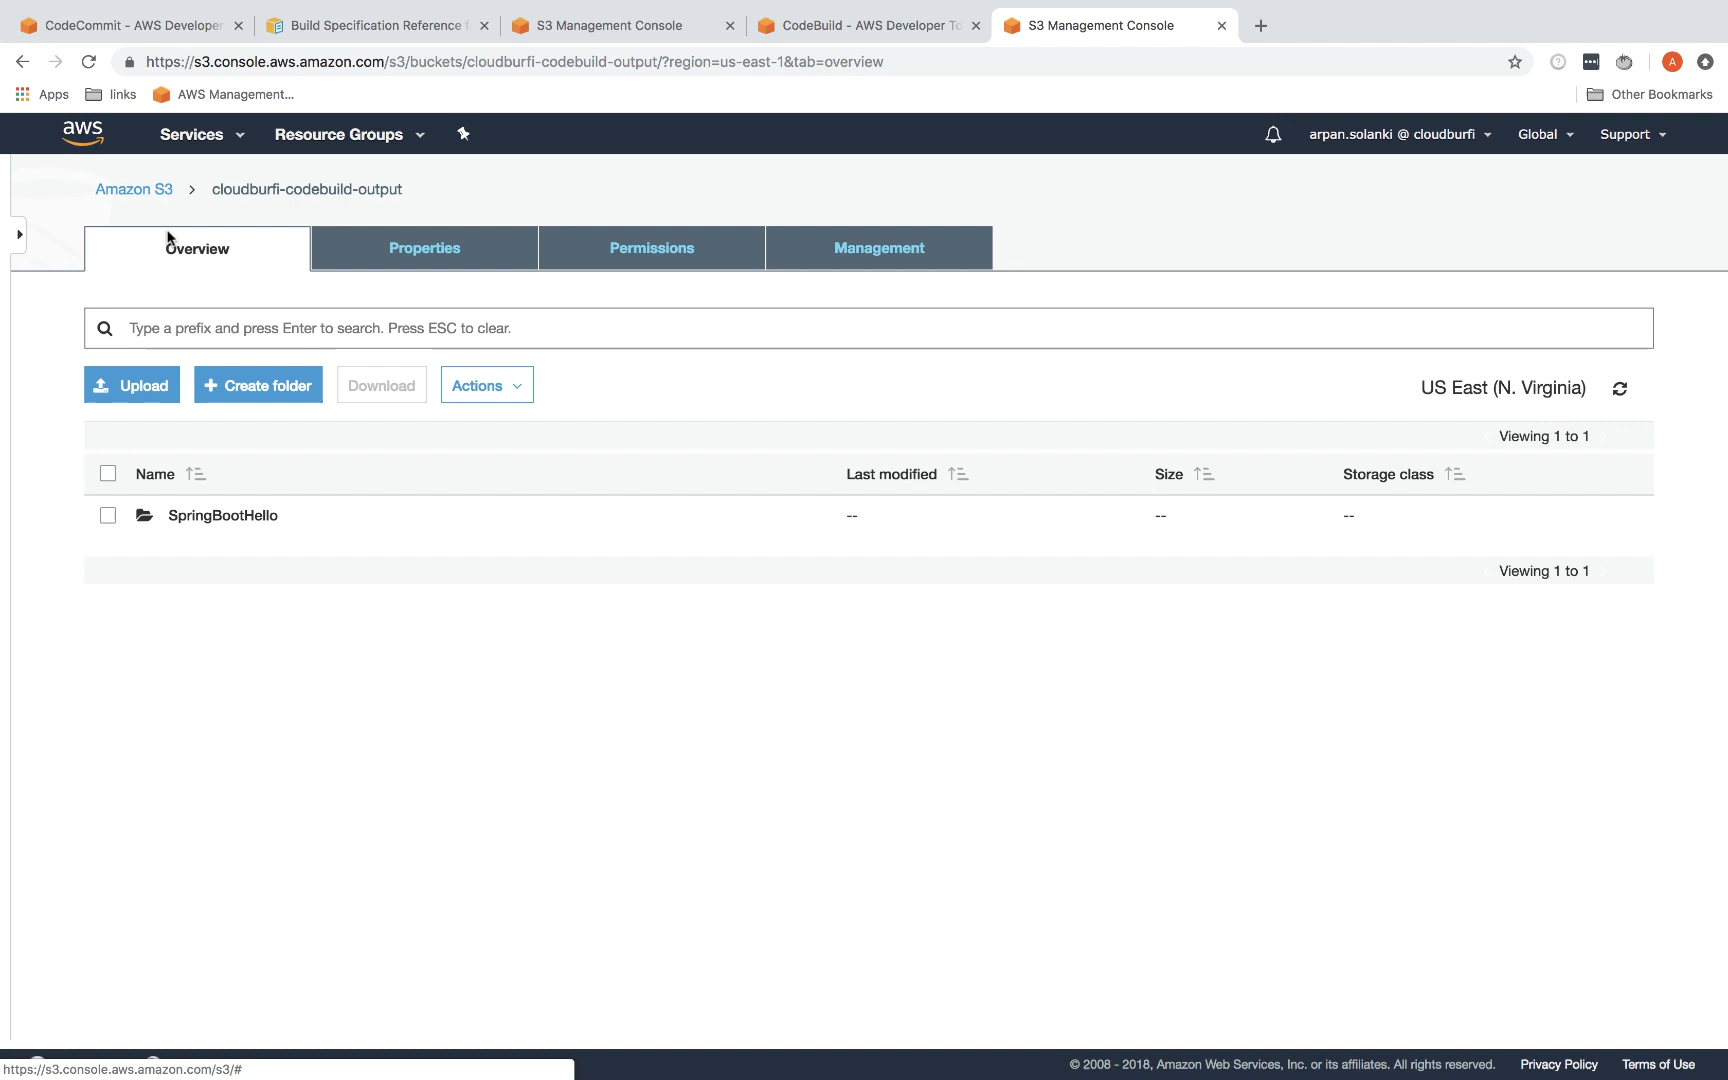 CodeCommit - AWS Developer
Build Specification Reference f
S3 Management Console
CodeBuild - AWS Developer To
S3 Management Console
https://s3.console.aws.amazon.com/s3/buckets/cloudburfi-codebuild-output/?region=us-east-1&tab=overview
A
Apps
links
AWS Management...
Other Bookmarks
aws
Services
Resource Groups
arpan.solanki @ cloudburfi
Global
Support
Amazon S3 > cloudburfi-codebuild-output
Overview
Properties
Permissions
Management
Type a prefix and press Enter to search. Press ESC to clear.
Upload
+ Create folder
Download
Actions
US East (N. Virginia)
Viewing 1 to 1
Name
Last modified
Size
Storage class
SpringBootHello
--
--
--
Viewing 1 to 1
https://s3.console.aws.amazon.com/s3/#
© 2008 - 2018, Amazon Web Services, Inc. or its affiliates. All rights reserved.
Privacy Policy
Terms of Use